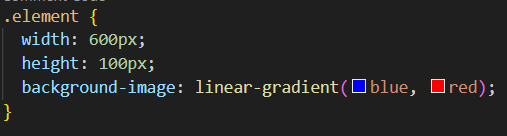 .element {
  width: 600px;
  height: 100px;
  background-image: linear-gradient(blue, red);
}